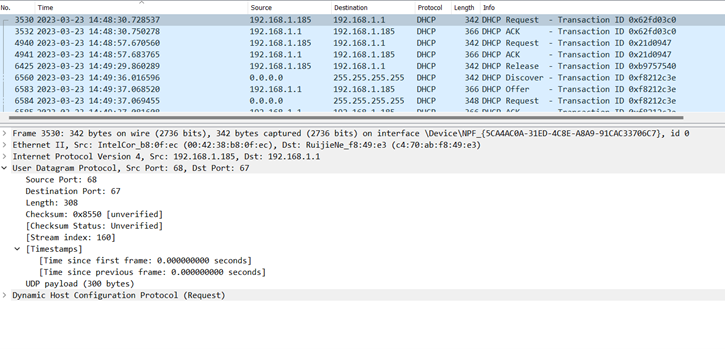 No. Time Source Destination Protocol Length Info
3530 2023-03-23 14:48:30.728537 192.168.1.185 192.168.1.1 DHCP 342 DHCP Request - Transaction ID 0x62fd03c0
3532 2023-03-23 14:48:30.750278 192.168.1.1 192.168.1.185 DHCP 366 DHCP ACK - Transaction ID 0x62fd03c0
4940 2023-03-23 14:48:57.670560 192.168.1.185 192.168.1.1 DHCP 342 DHCP Request - Transaction ID 0x21d0947
4941 2023-03-23 14:48:57.683765 192.168.1.1 192.168.1.185 DHCP 366 DHCP ACK - Transaction ID 0x21d0947
6425 2023-03-23 14:49:29.860289 192.168.1.185 192.168.1.1 DHCP 342 DHCP Release - Transaction ID 0xb9757540
6560 2023-03-23 14:49:36.016596 0.0.0.0 255.255.255.255 DHCP 342 DHCP Discover - Transaction ID 0xf8212c3e
6583 2023-03-23 14:49:37.068520 192.168.1.1 192.168.1.185 DHCP 366 DHCP Offer - Transaction ID 0xf8212c3e
6584 2023-03-23 14:49:37.069455 0.0.0.0 255.255.255.255 DHCP 348 DHCP Request - Transaction ID 0xf8212c3e
Frame 3530: 342 bytes on wire (2736 bits), 342 bytes captured (2736 bits) on interface \Device\NPF_{5CA4AC0A-31ED-4C8E-A8A9-91CAC33706C7}, id 0
Ethernet II, Src: IntelCor_b8:0f:ec (00:42:38:b8:0f:ec), Dst: RuijieNe_f8:49:e3 (c4:70:ab:f8:49:e3)
Internet Protocol Version 4, Src: 192.168.1.185, Dst: 192.168.1.1
User Datagram Protocol, Src Port: 68, Dst Port: 67
Source Port: 68
Destination Port: 67
Length: 308
Checksum: 0x8550 [unverified]
[Checksum Status: Unverified]
[Stream index: 160]
[Timestamps]
[Time since first frame: 0.000000000 seconds]
[Time since previous frame: 0.000000000 seconds]
UDP payload (300 bytes)
Dynamic Host Configuration Protocol (Request)